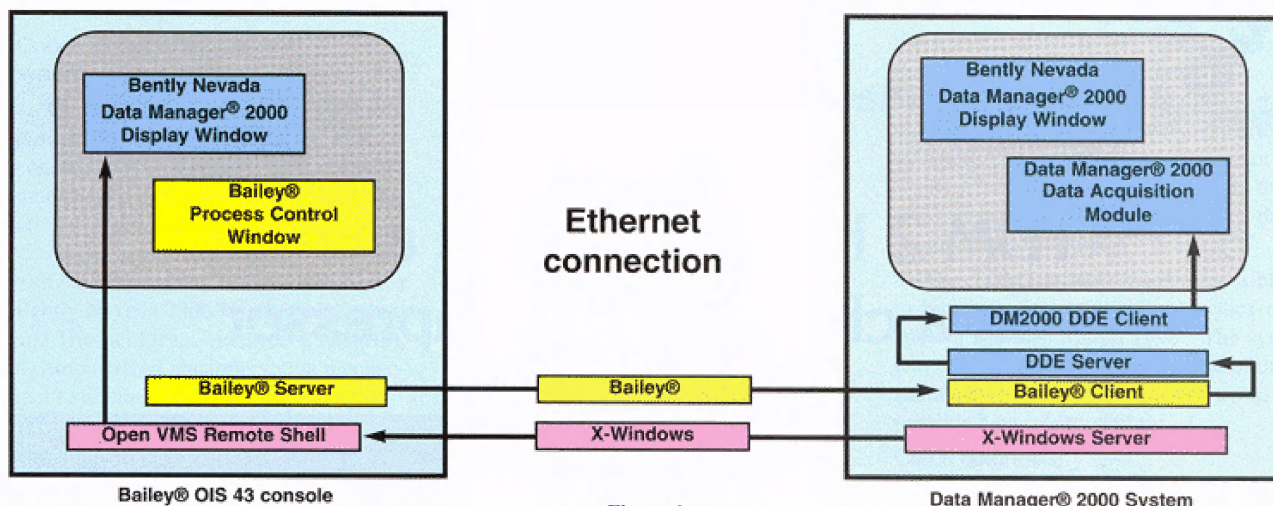 Bently Nevada
Data Manager® 2000
Display Window
Bailey®
Process Control
Window
Bailey® Server
Open VMS Remote Shell
Bailey® OIS 43 console
Ethernet
connection
Bailey®
X-Windows
Bently Nevada
Data Manager® 2000
Display Window
Data Manager® 2000
Data Acquisition
Module
DM2000 DDE Client
DDE Server
Bailey® Client
X-Windows Server
Data Manager® 2000 System